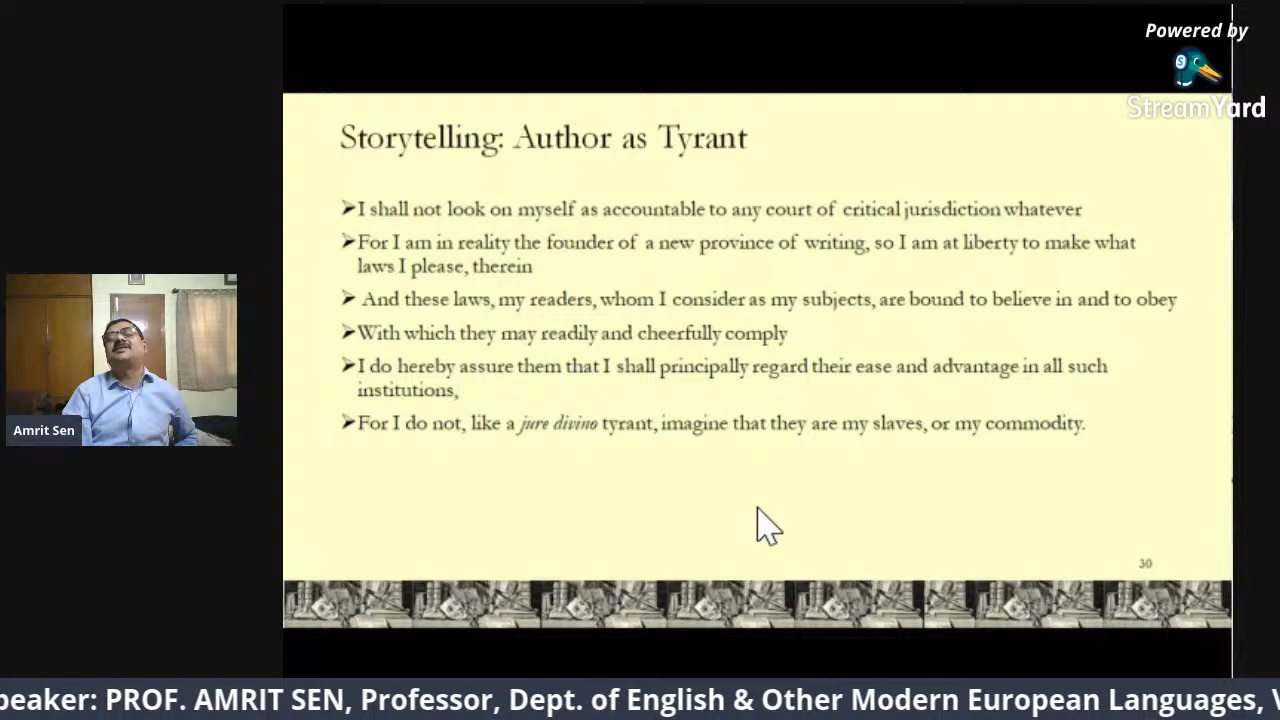 Powered by
StreamYard
Storytelling: Author as Tyrant
➢I shall not look on myself as accountable to any court of critical jurisdiction whatever
➢For I am in reality the founder of a new province of writing, so I am at liberty to make what
laws I please, therein
➢ And these laws, my readers, whom I consider as my subjects, are bound to believe in and to obey
➢With which they may readily and cheerfully comply
➢I do hereby assure them that I shall principally regard their ease and advantage in all such
institutions,
➢For I do not, like a jure divino tyrant, imagine that they are my slaves, or my commodity.
Amrit Sen
30
peaker: PROF. AMRIT SEN, Professor, Dept. of English & Other Modern European Languages, V